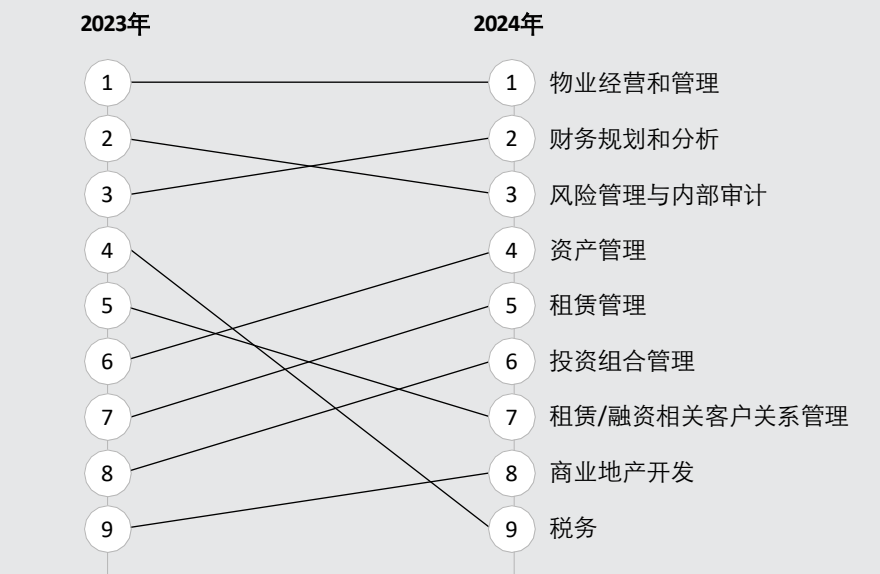 2023年 2024年
1 1 物业经营和管理
2 2 财务规划和分析
3 3 风险管理与内部审计
4 4 资产管理
5 5 租赁管理
6 6 投资组合管理
7 7 租赁/融资相关客户关系管理
8 8 商业地产开发
9 9 税务